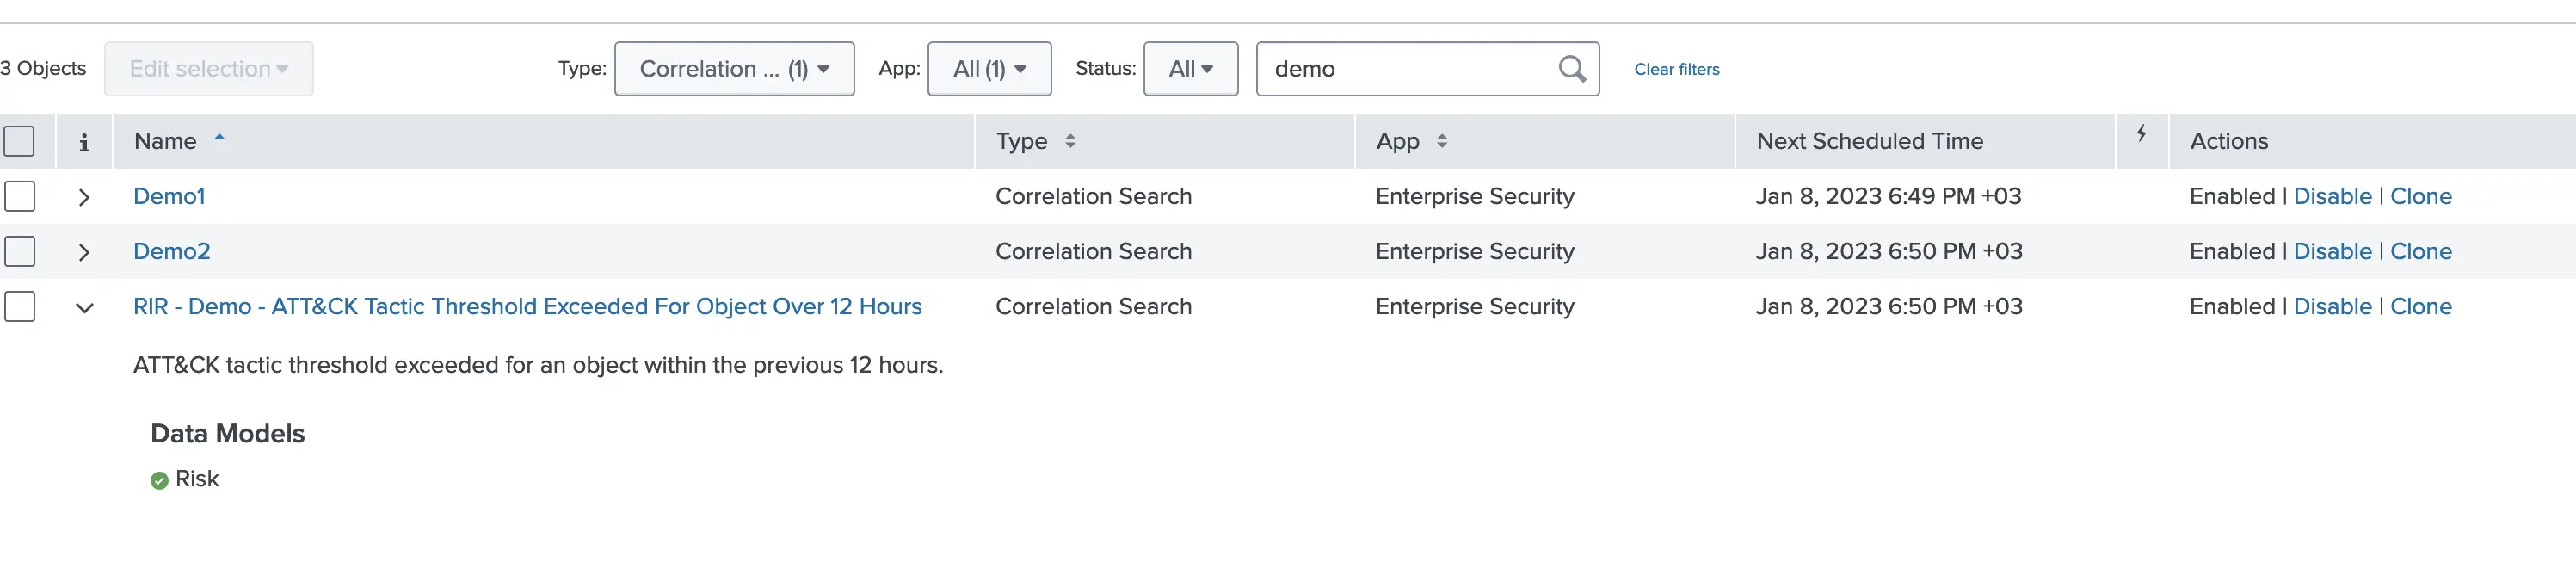 3 Objects Edit selection Type: Correlation ... (1) App: All (1) Status: All demo Clear filters
i Name Type App Next Scheduled Time Actions
Demo1 Correlation Search Enterprise Security Jan 8, 2023 6:49 PM +03 Enabled | Disable | Clone
Demo2 Correlation Search Enterprise Security Jan 8, 2023 6:50 PM +03 Enabled | Disable | Clone
RIR - Demo - ATT&CK Tactic Threshold Exceeded For Object Over 12 Hours Correlation Search Enterprise Security Jan 8, 2023 6:50 PM +03 Enabled | Disable | Clone
ATT&CK tactic threshold exceeded for an object within the previous 12 hours.
Data Models
Risk